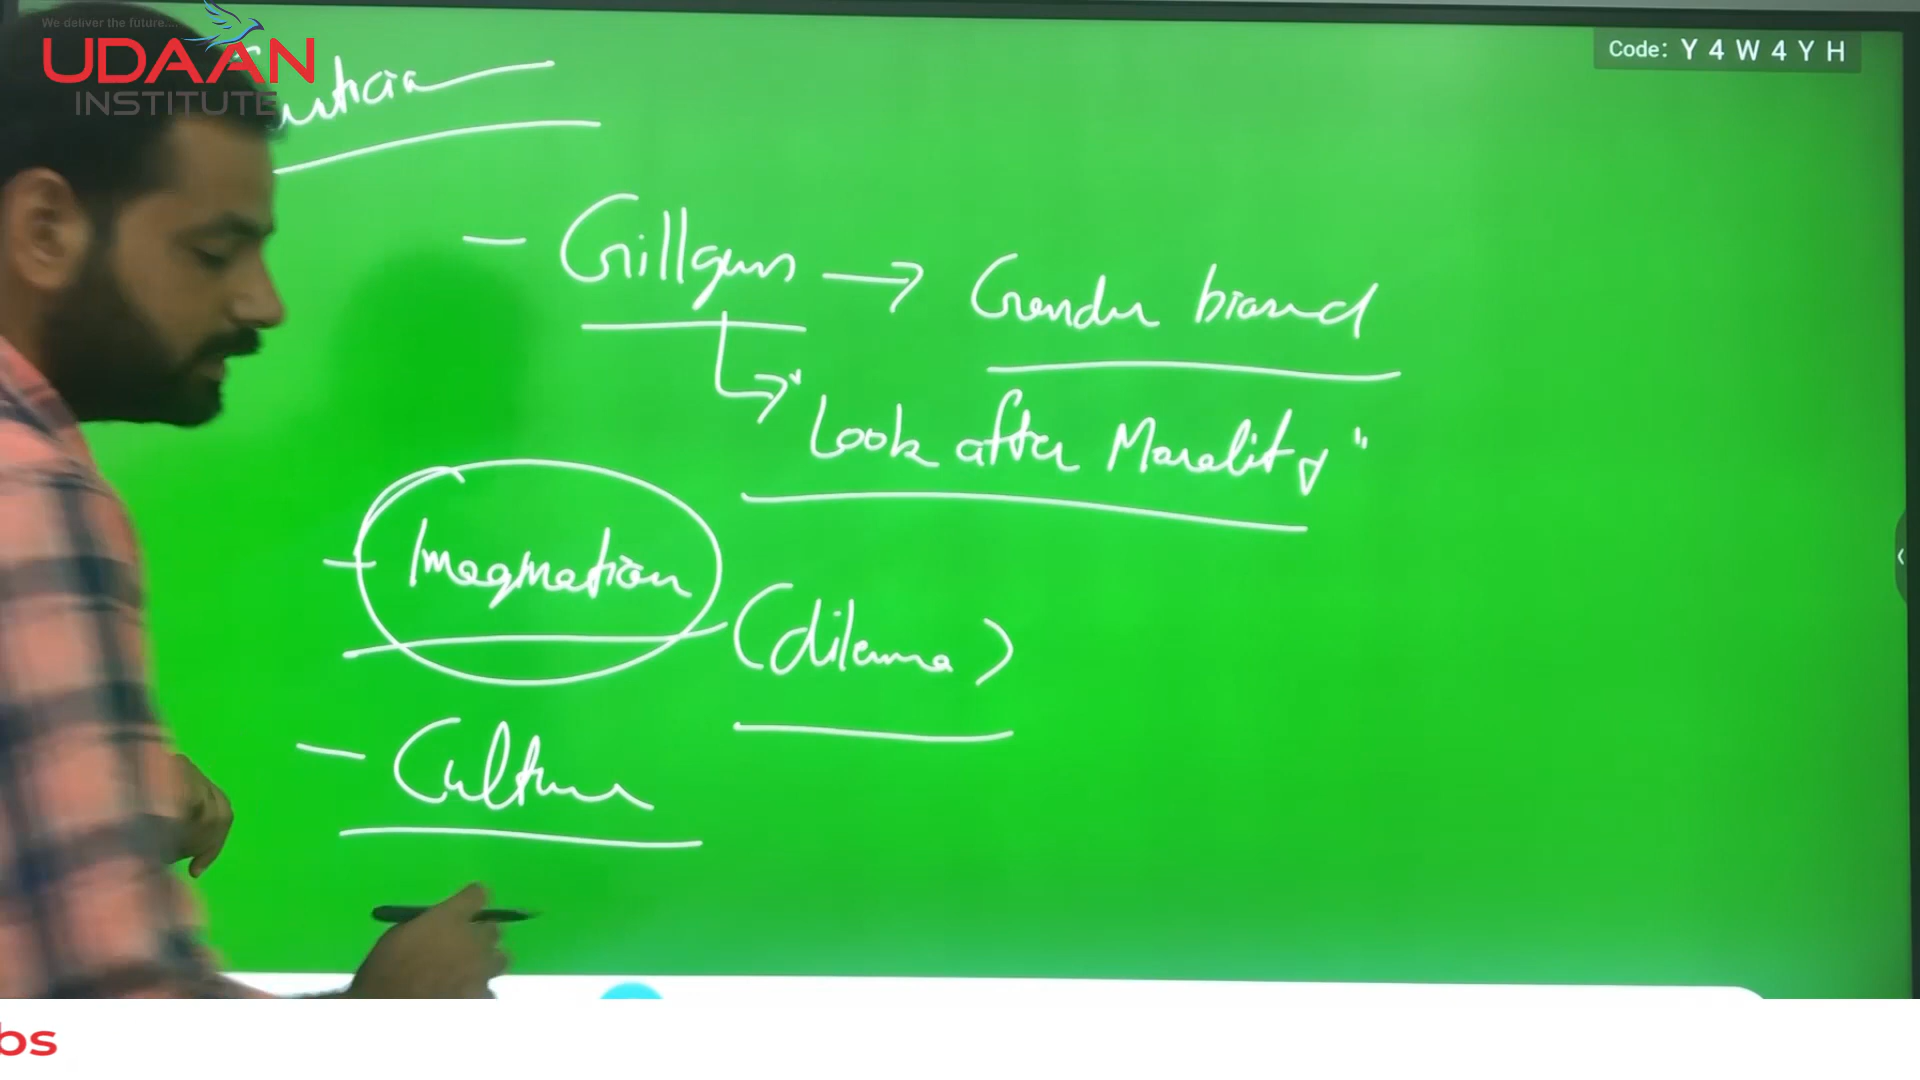 We deliver the future....
UDAAN
INSTITUTE
Code: Y 4 W 4 Y H
- Gillgun → Gender biased
↳ "Look after Morality"
- Imagination
(dilemma)
- Culture
bs